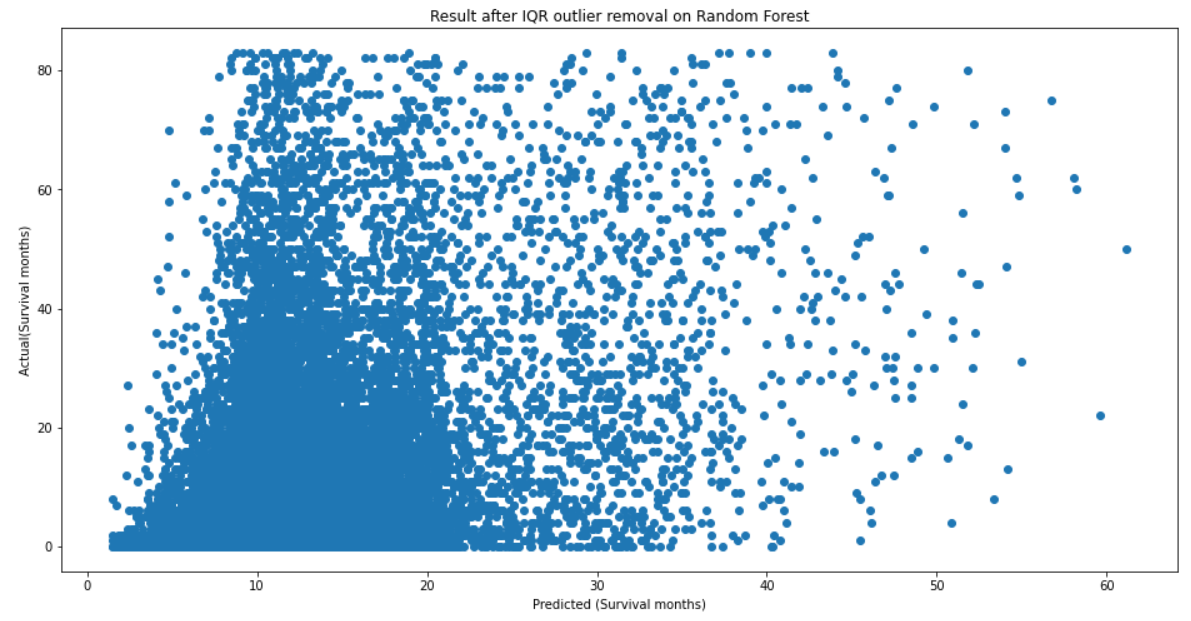 Result after IQR outlier removal on Random Forest
80
60
40
20
0
Actual(Survival months)
0 10 20 30 40 50 60
Predicted (Survival months)